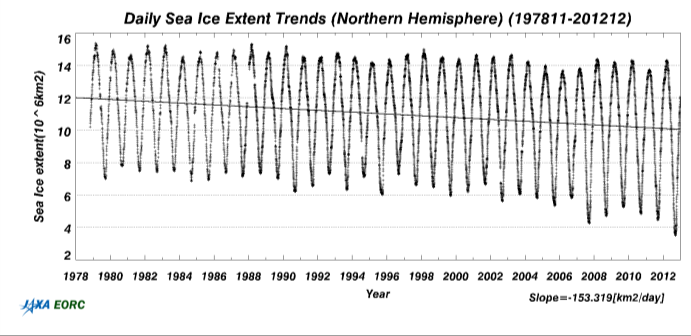 Daily Sea Ice Extent Trends (Northern Hemisphere) (197811-201212)
16
14
12
10
8
6
4
2
Sea Ice extent(10^6km2)
1978 1980 1982 1984 1986 1988 1990 1992 1994 1996 1998 2000 2002 2004 2006 2008 2010 2012
Year
Slope=-153.319[km2/day]
JAXA EORC